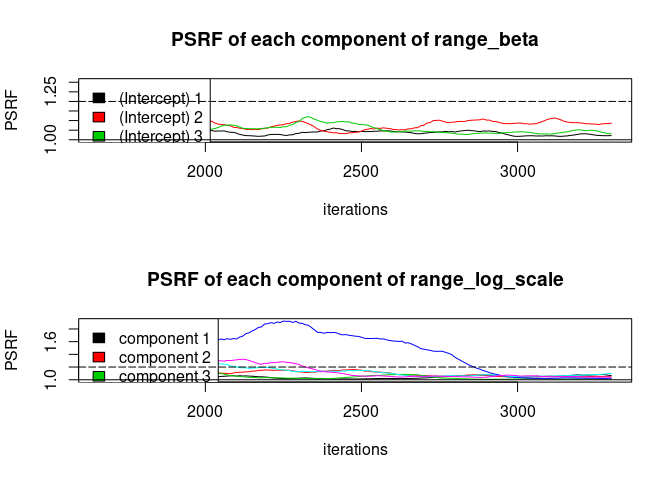 PSRF of each component of range_beta
PSRF
1.00
1.25
(Intercept) 1
(Intercept) 2
(Intercept) 3
2000
2500
3000
iterations
PSRF of each component of range_log_scale
PSRF
1.0
1.6
component 1
component 2
component 3
2000
2500
3000
iterations